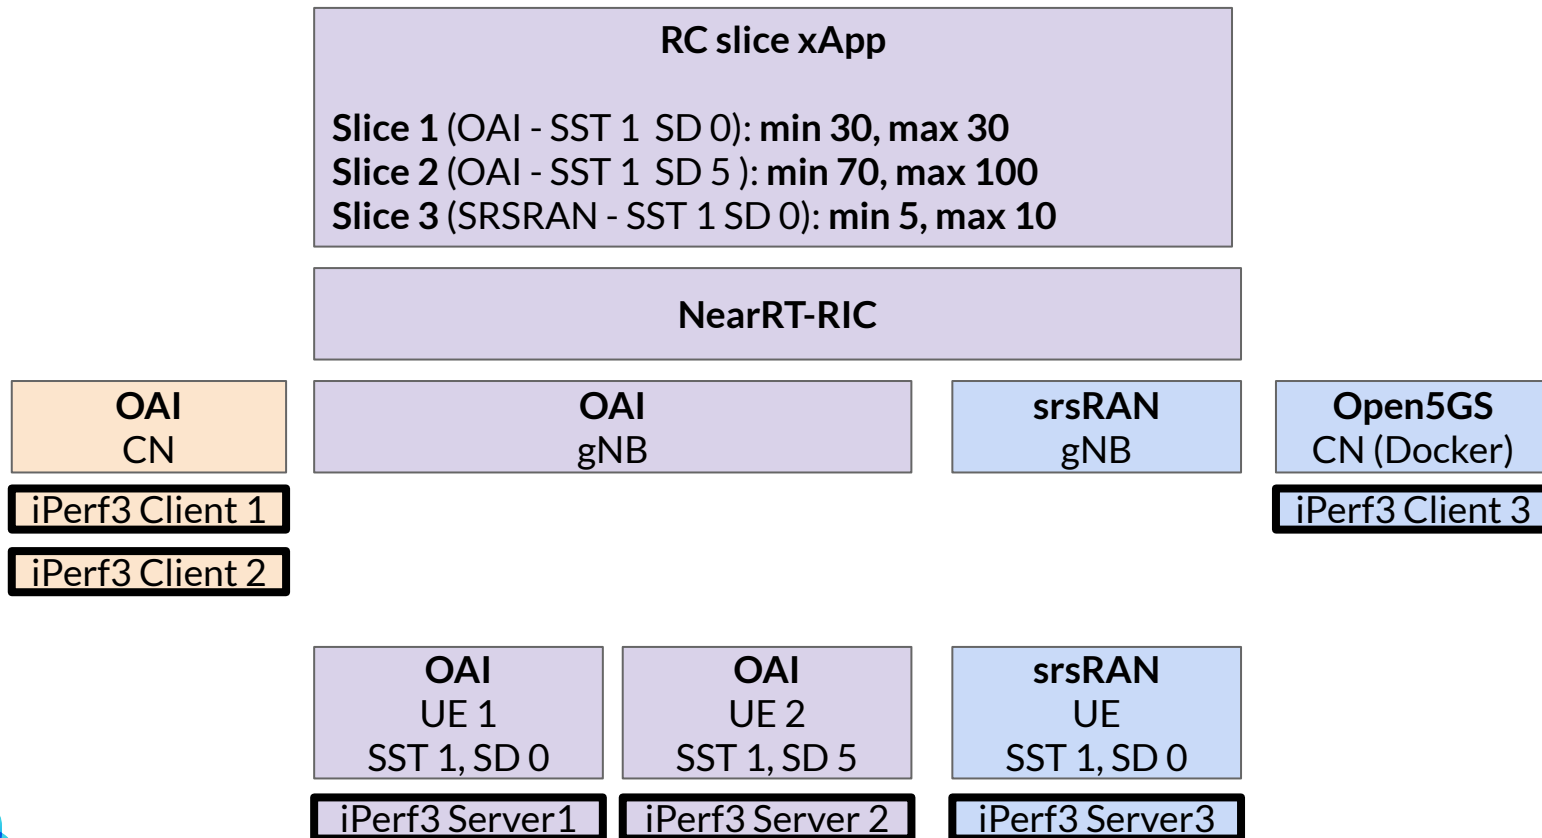 RC slice xApp
Slice 1 (OAI - SST 1  SD 0): min 30, max 30
Slice 2 (OAI - SST 1  SD 5 ): min 70, max 100
Slice 3 (SRSRAN - SST 1 SD 0): min 5, max 10
NearRT-RIC
OAI
CN
OAI
gNB
srsRAN
gNB
Open5GS
CN (Docker)
iPerf3 Client 1
iPerf3 Client 3
iPerf3 Client 2
OAI
UE 1
SST 1, SD 0
OAI
UE 2
SST 1, SD 5
srsRAN
UE
SST 1, SD 0
iPerf3 Server1
iPerf3 Server 2
iPerf3 Server3